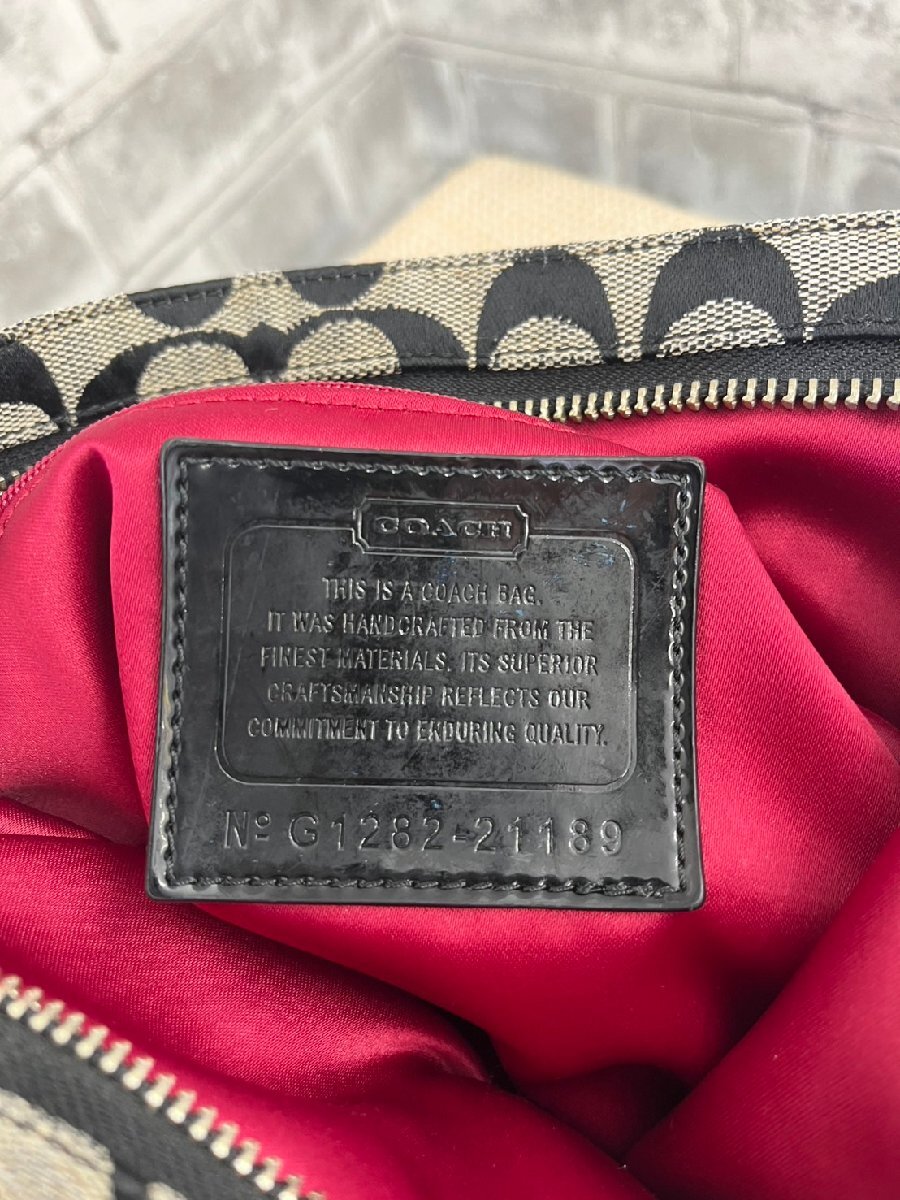 COACH
THIS IS A COACH BAG.
IT WAS HANDCRAFTED FROM THE
FINEST MATERIALS. ITS SUPERIOR
CRAFTSMANSHIP REFLECTS OUR
COMMITMENT TO ENDURING QUALITY.
Nº G1282-21189